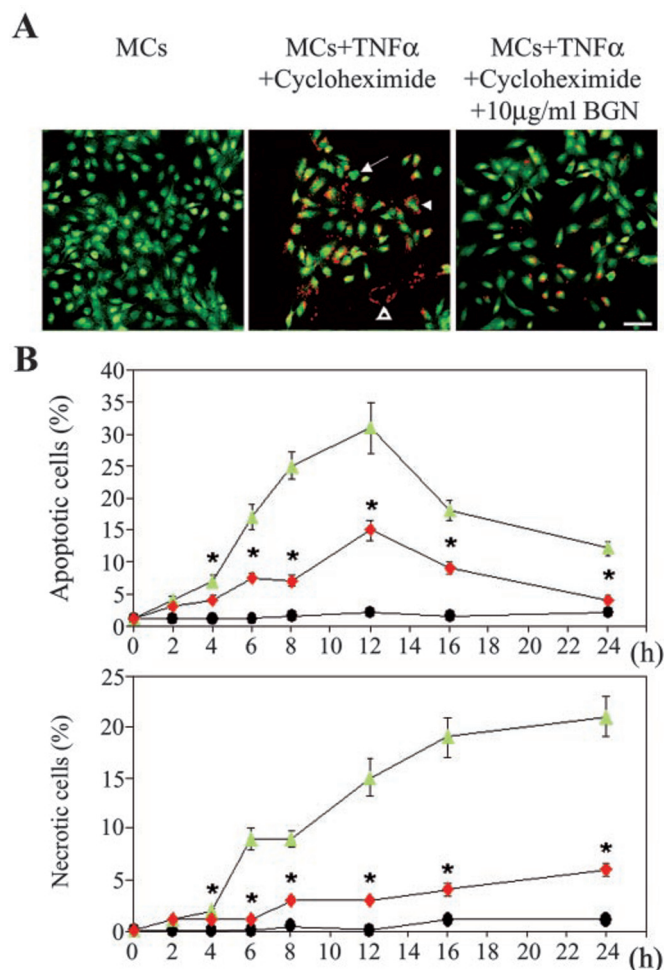 A
MCs
MCs+TNFα
+Cycloheximide
MCs+TNFα
+Cycloheximide
+10μg/ml BGN
B
Apoptotic cells (%)
40
35
30
25
20
15
10
5
0
* * * * * *
0 2 4 6 8 10 12 14 16 18 20 22 24 (h)
Necrotic cells (%)
25
20
15
10
5
0
* * * * * *
0 2 4 6 8 10 12 14 16 18 20 22 24 (h)